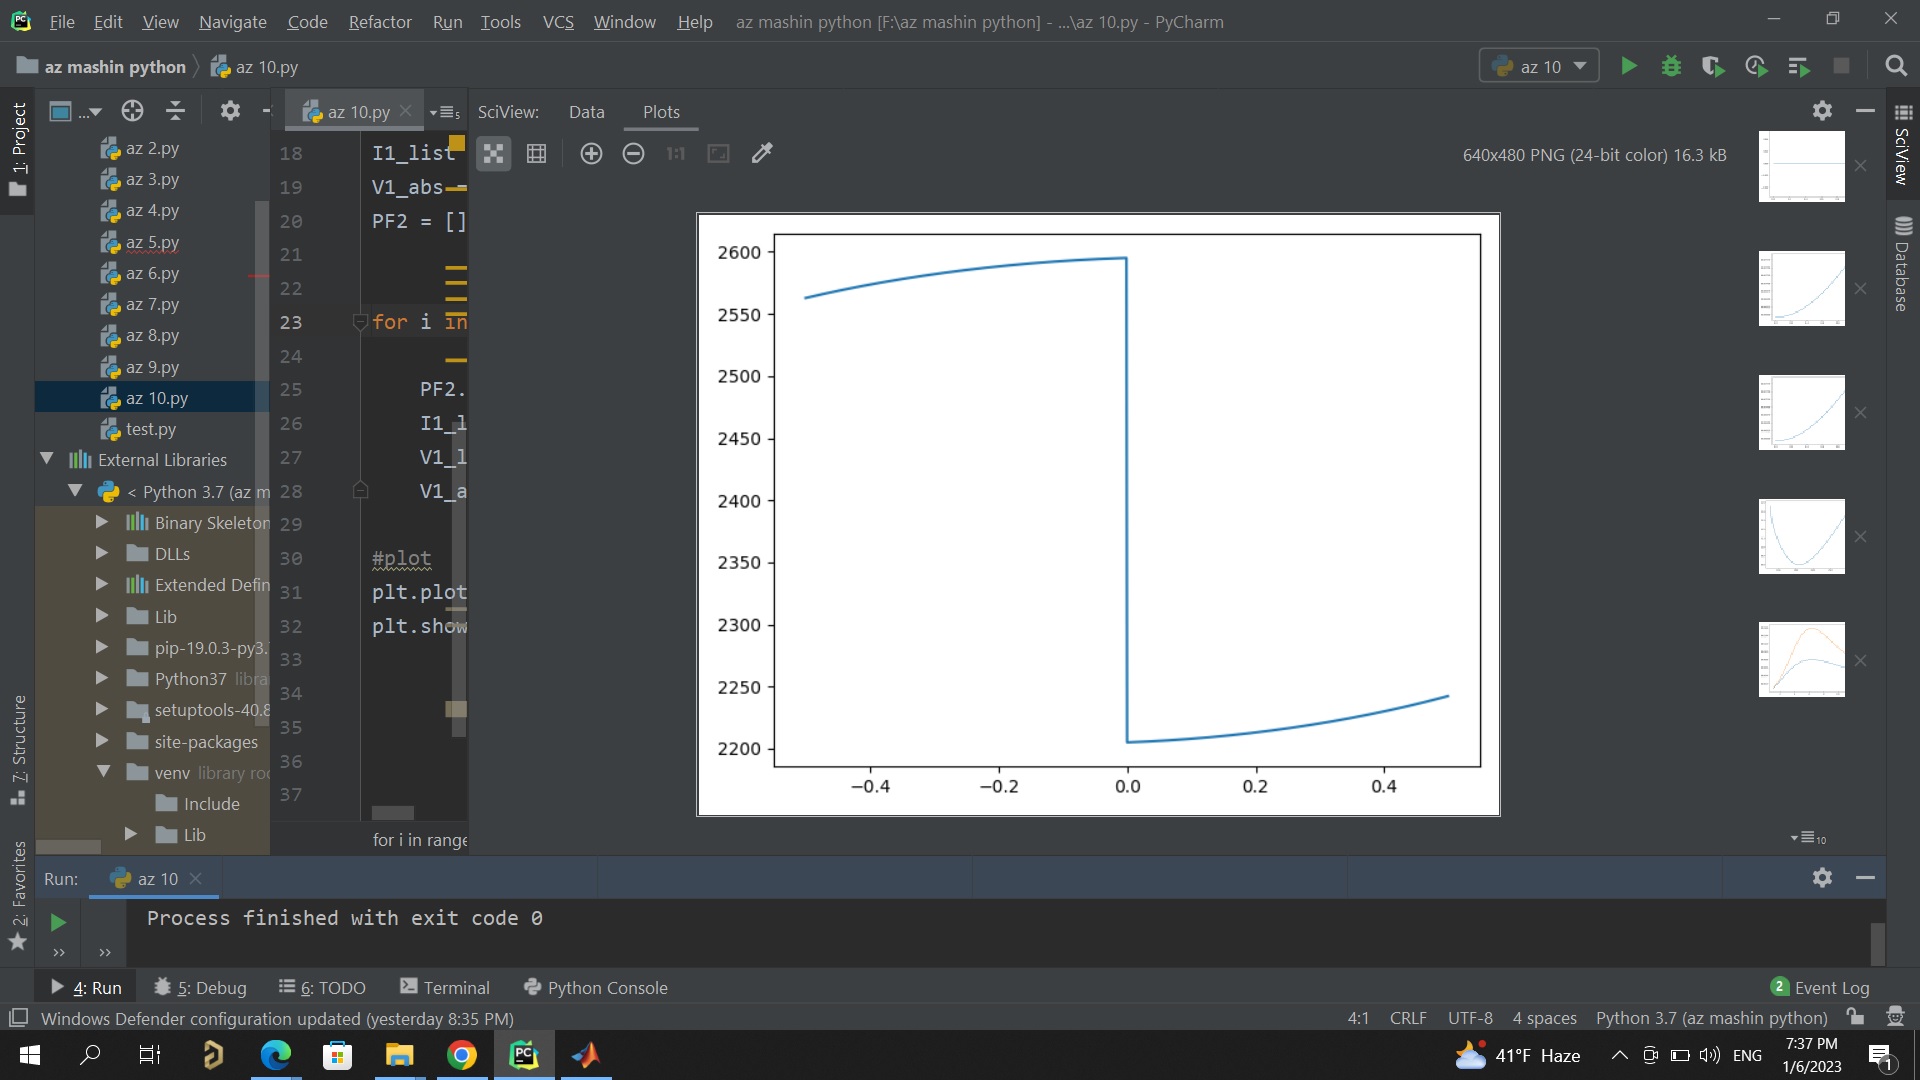 File Edit View Navigate Code Refactor Run Tools VCS Window Help az mashin python [F:\az mashin python] - ...\az 10.py - PyCharm
az mashin python az 10.py
az 10
1: Project
...
az 10.py
5
SciView: Data Plots
1:1
640x480 PNG (24-bit color) 16.3 kB
az 2.py
az 3.py
az 4.py
az 5.py
az 6.py
az 7.py
az 8.py
az 9.py
az 10.py
test.py
External Libraries
< Python 3.7 (az m
Binary Skeleton
DLLs
Extended Defin
Lib
pip-19.0.3-py3.
Python37 libra
setuptools-40.8
site-packages
venv library roo
Include
Lib
18 I1_list
19 V1_abs =
20 PF2 = []
21
22
23 for i in
24
25 PF2.
26 I1_l
27 V1_l
28 V1_a
29
30 #plot
31 plt.plot
32 plt.show
33
34
35
36
37
for i in range
2600
2550
2500
2450
2400
2350
2300
2250
2200
−0.4 −0.2 0.0 0.2 0.4
10
SciView
Database
7: Structure
2: Favorites
Run: az 10
Process finished with exit code 0
4: Run 5: Debug 6: TODO Terminal Python Console
2 Event Log
Windows Defender configuration updated (yesterday 8:35 PM)
4:1 CRLF UTF-8 4 spaces Python 3.7 (az mashin python)
41°F Haze ENG
7:37 PM
1/6/2023
1